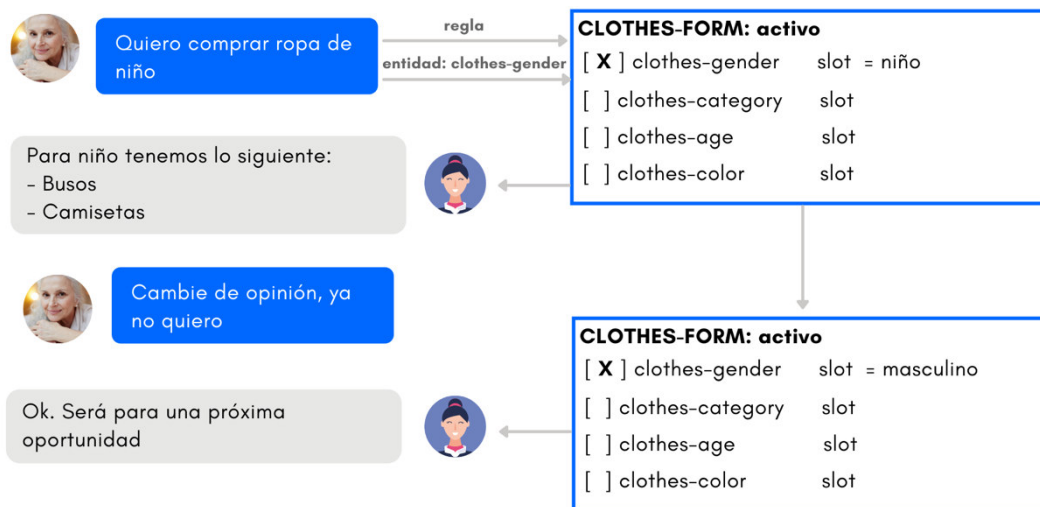 Quiero comprar ropa de
niño
regla
entidad: clothes-gender
CLOTHES-FORM: activo
[ X ] clothes-gender slot = niño
[ ] clothes-category slot
[ ] clothes-age slot
[ ] clothes-color slot
Para niño tenemos lo siguiente:
- Busos
- Camisetas
Cambie de opinión, ya
no quiero
CLOTHES-FORM: activo
[ X ] clothes-gender slot = masculino
[ ] clothes-category slot
[ ] clothes-age slot
[ ] clothes-color slot
Ok. Será para una próxima
oportunidad